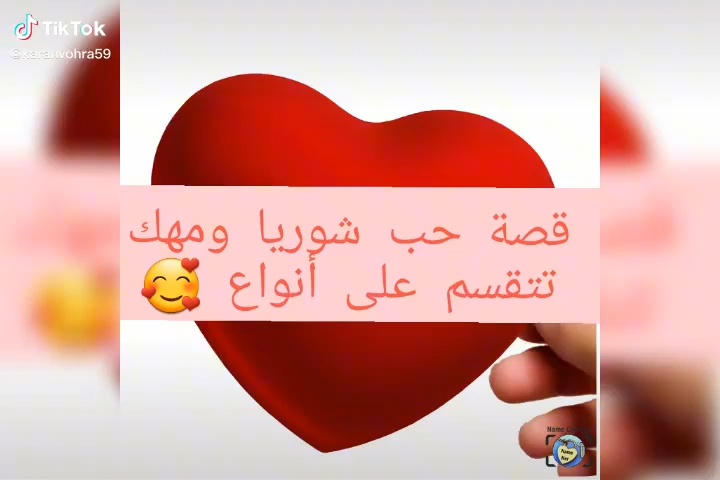 TikTok
@karanvohra59
قصة حب شوريا ومهك
تتقسم على أنواع 🥰